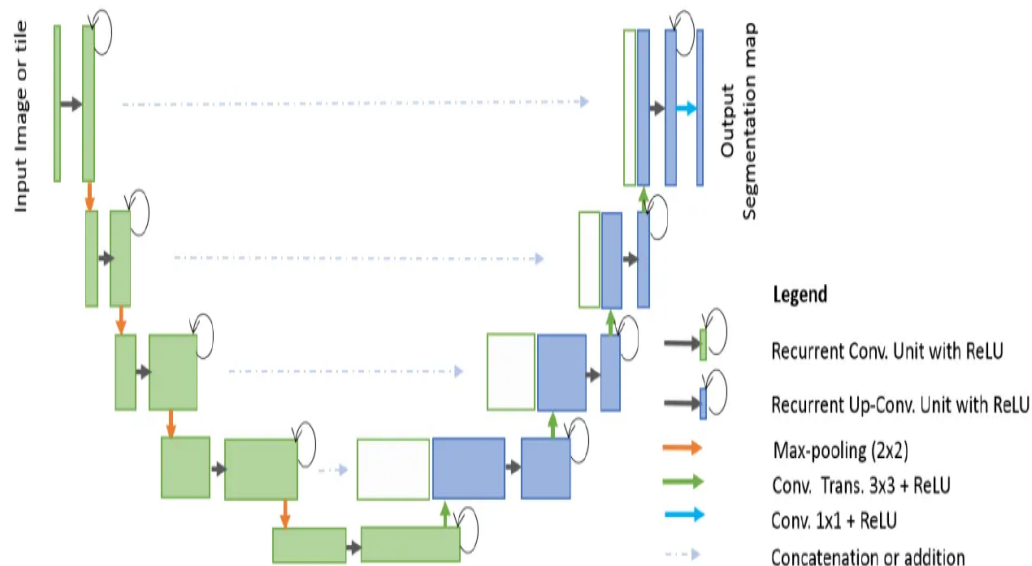 Input Image or tile
Output
Segmentation map
Legend
Recurrent Conv. Unit with ReLU
Recurrent Up-Conv. Unit with ReLU
Max-pooling (2x2)
Conv. Trans. 3x3 + ReLU
Conv. 1x1 + ReLU
Concatenation or addition